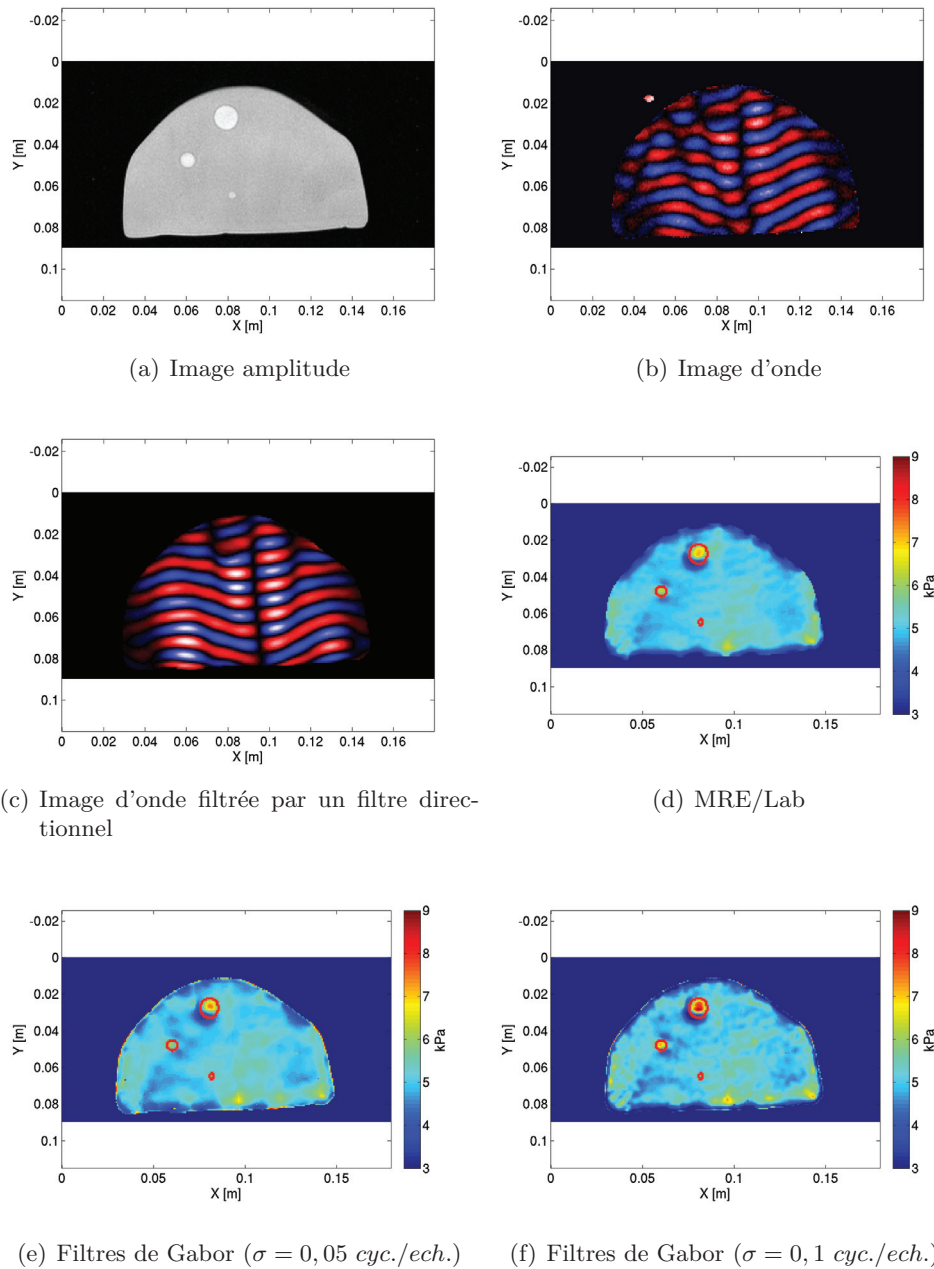 -0.02
0
0.02
0.04
0.06
0.08
0.1
Y [m]
0 0.02 0.04 0.06 0.08 0.1 0.12 0.14 0.16
X [m]
(a) Image amplitude
-0.02
0
0.02
0.04
0.06
0.08
0.1
Y [m]
0 0.02 0.04 0.06 0.08 0.1 0.12 0.14 0.16
X [m]
(b) Image d'onde
-0.02
0
0.02
0.04
0.06
0.08
0.1
Y [m]
0 0.02 0.04 0.06 0.08 0.1 0.12 0.14 0.16
X [m]
(c) Image d'onde filtrée par un filtre direc-
tionnel
-0.02
0
0.02
0.04
0.06
0.08
0.1
Y [m]
0 0.05 0.1 0.15
X [m]
9
8
7
6
5
4
3
kPa
(d) MRE/Lab
-0.02
0
0.02
0.04
0.06
0.08
0.1
Y [m]
0 0.05 0.1 0.15
X [m]
9
8
7
6
5
4
3
kPa
(e) Filtres de Gabor (σ = 0,05 cyc./ech.)
-0.02
0
0.02
0.04
0.06
0.08
0.1
Y [m]
0 0.05 0.1 0.15
X [m]
9
8
7
6
5
4
3
kPa
(f) Filtres de Gabor (σ = 0,1 cyc./ech.)